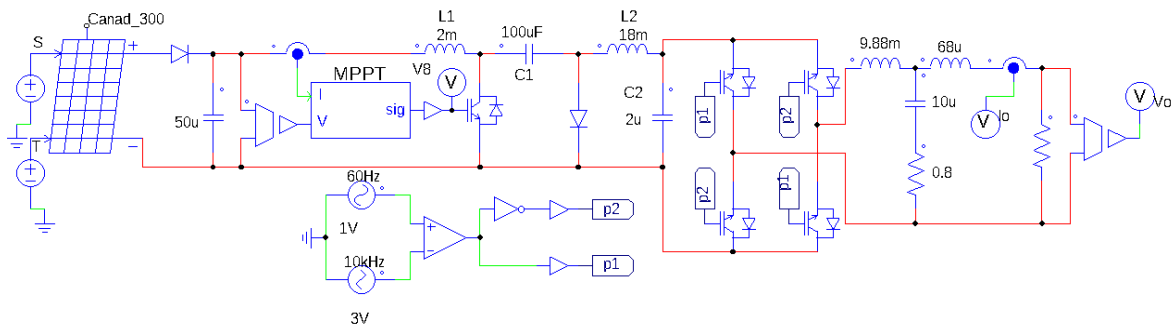 Canad_300
L1
L2
S
+
2m
100uF
18m
9.88m
68u
MPPT
V8
V
C1
I
V
sig
C2
2u
p1
p2
10u
V
Io
V
Vo
50u
T
−
60Hz
p2
p1
0.8
1V
+
−
p2
10kHz
p1
3V